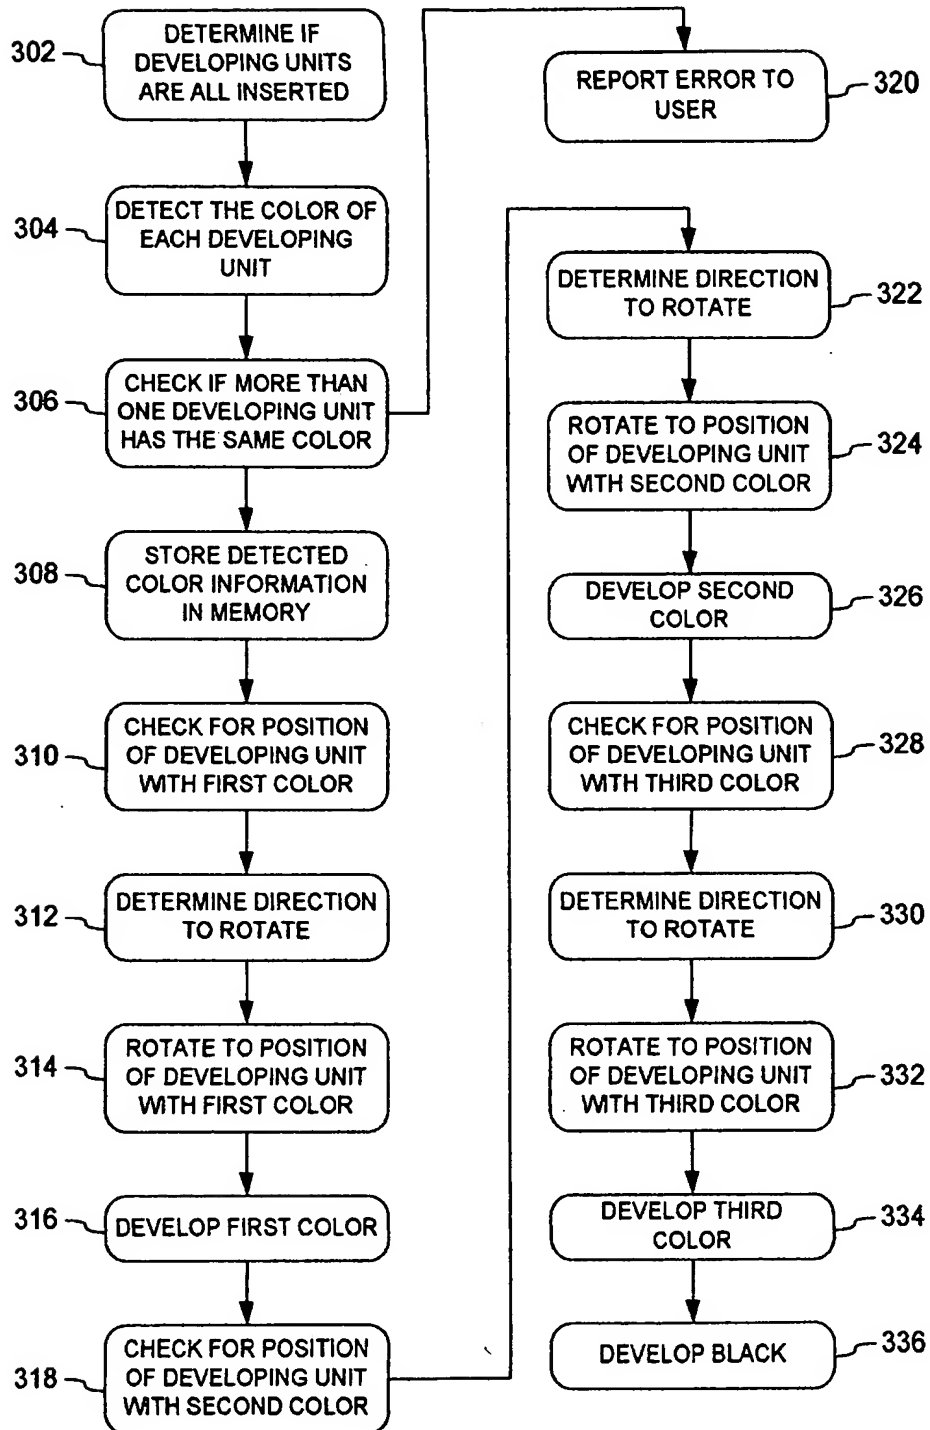 302
DETERMINE IF
DEVELOPING UNITS
ARE ALL INSERTED
304
DETECT THE COLOR OF
EACH DEVELOPING
UNIT
306
CHECK IF MORE THAN
ONE DEVELOPING UNIT
HAS THE SAME COLOR
308
STORE DETECTED
COLOR INFORMATION
IN MEMORY
310
CHECK FOR POSITION
OF DEVELOPING UNIT
WITH FIRST COLOR
312
DETERMINE DIRECTION
TO ROTATE
314
ROTATE TO POSITION
OF DEVELOPING UNIT
WITH FIRST COLOR
316
DEVELOP FIRST COLOR
318
CHECK FOR POSITION
OF DEVELOPING UNIT
WITH SECOND COLOR
REPORT ERROR TO
USER
320
DETERMINE DIRECTION
TO ROTATE
322
ROTATE TO POSITION
OF DEVELOPING UNIT
WITH SECOND COLOR
324
DEVELOP SECOND
COLOR
326
CHECK FOR POSITION
OF DEVELOPING UNIT
WITH THIRD COLOR
328
DETERMINE DIRECTION
TO ROTATE
330
ROTATE TO POSITION
OF DEVELOPING UNIT
WITH THIRD COLOR
332
DEVELOP THIRD
COLOR
334
DEVELOP BLACK
336